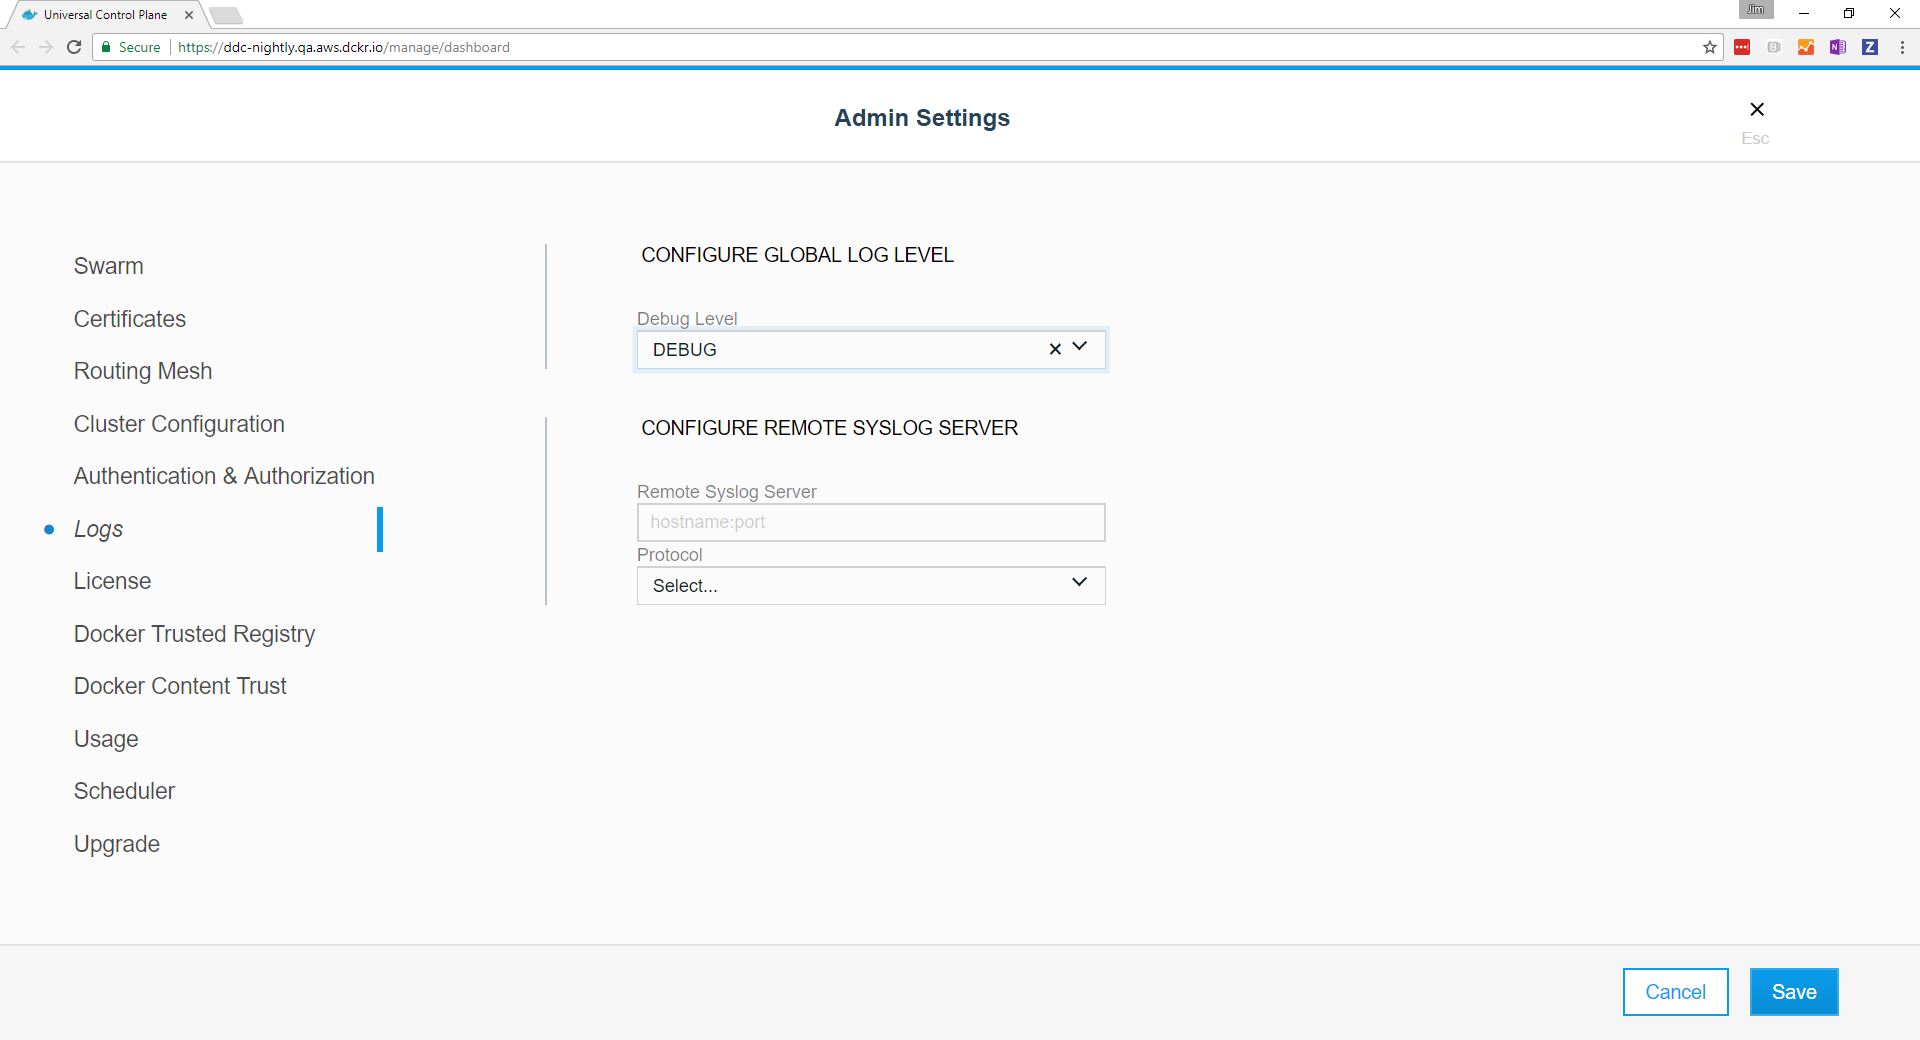 Universal Control Plane
Jim
Secure
https://ddc-nightly.qa.aws.dckr.io/manage/dashboard
Admin Settings
Esc
Swarm
Certificates
Routing Mesh
Cluster Configuration
Authentication & Authorization
Logs
License
Docker Trusted Registry
Docker Content Trust
Usage
Scheduler
Upgrade
CONFIGURE GLOBAL LOG LEVEL
Debug Level
DEBUG
CONFIGURE REMOTE SYSLOG SERVER
Remote Syslog Server
hostname:port
Protocol
Select...
Cancel
Save